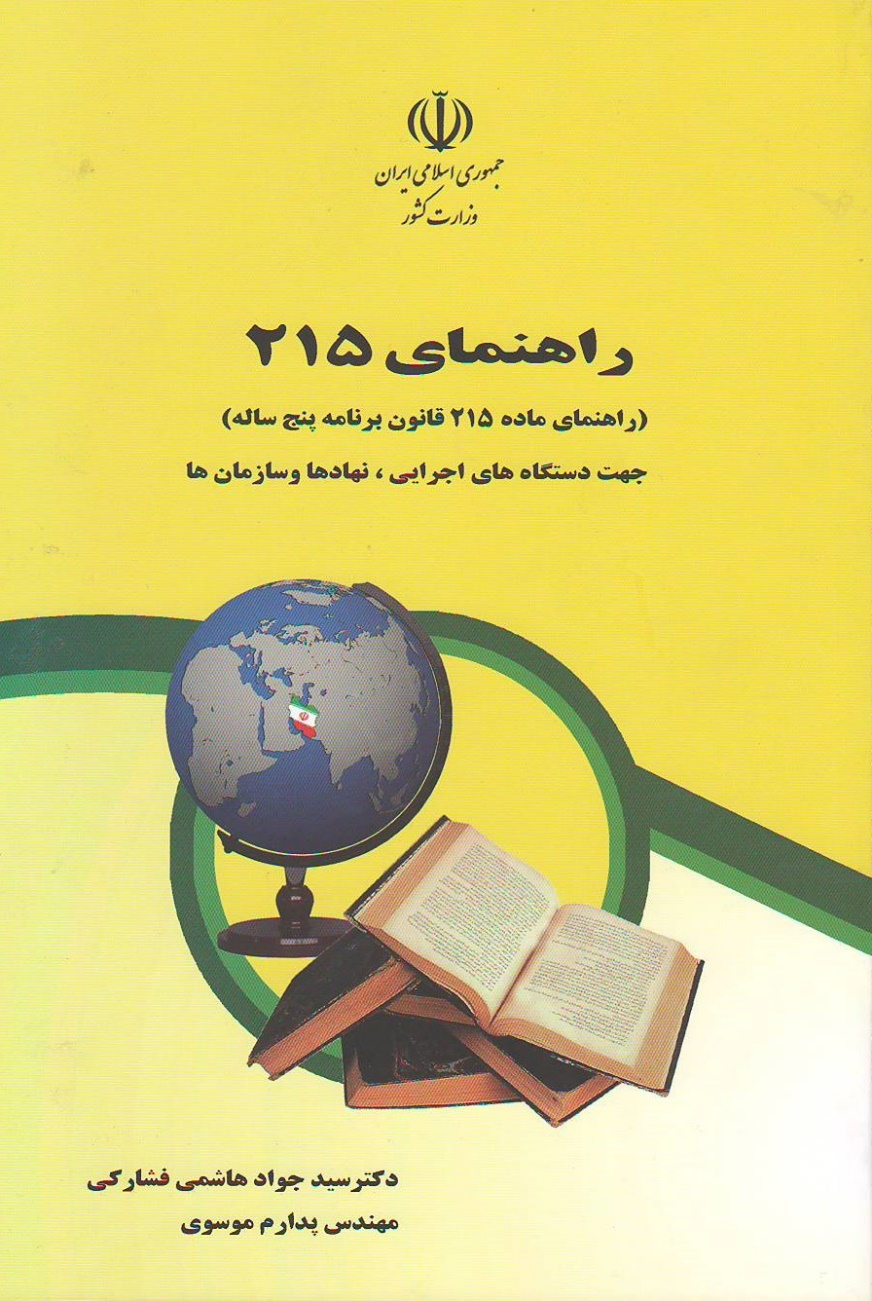 جمهوری اسلامی ایران
وزارت کشور
راهنمای ۲۱۵
(راهنمای ماده ۲۱۵ قانون برنامه پنج ساله)
جهت دستگاه های اجرایی ، نهادها وسازمان ها
دکترسید جواد هاشمی فشارکی
مهندس پدارم موسوی